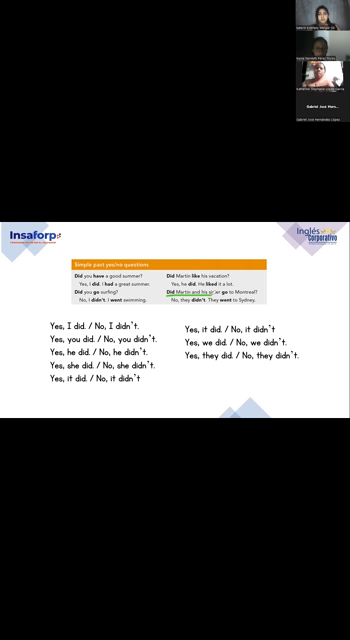 Gabriel José Hern...
Insaforp
Inglés
Corporativo
Simple past yes/no questions
Did you have a good summer?
Yes, I did. I had a great summer.
Did you go surfing?
No, I didn't. I went swimming.
Did Martin like his vacation?
Yes, he did. He liked it a lot.
Did Martin and his sister go to Montreal?
No, they didn't. They went to Sydney.
Yes, I did. / No, I didn't.
Yes, you did. / No, you didn't.
Yes, he did. / No, he didn't.
Yes, she did. / No, she didn't.
Yes, it did. / No, it didn't
Yes, it did. / No, it didn't
Yes, we did. / No, we didn't.
Yes, they did. / No, they didn't.